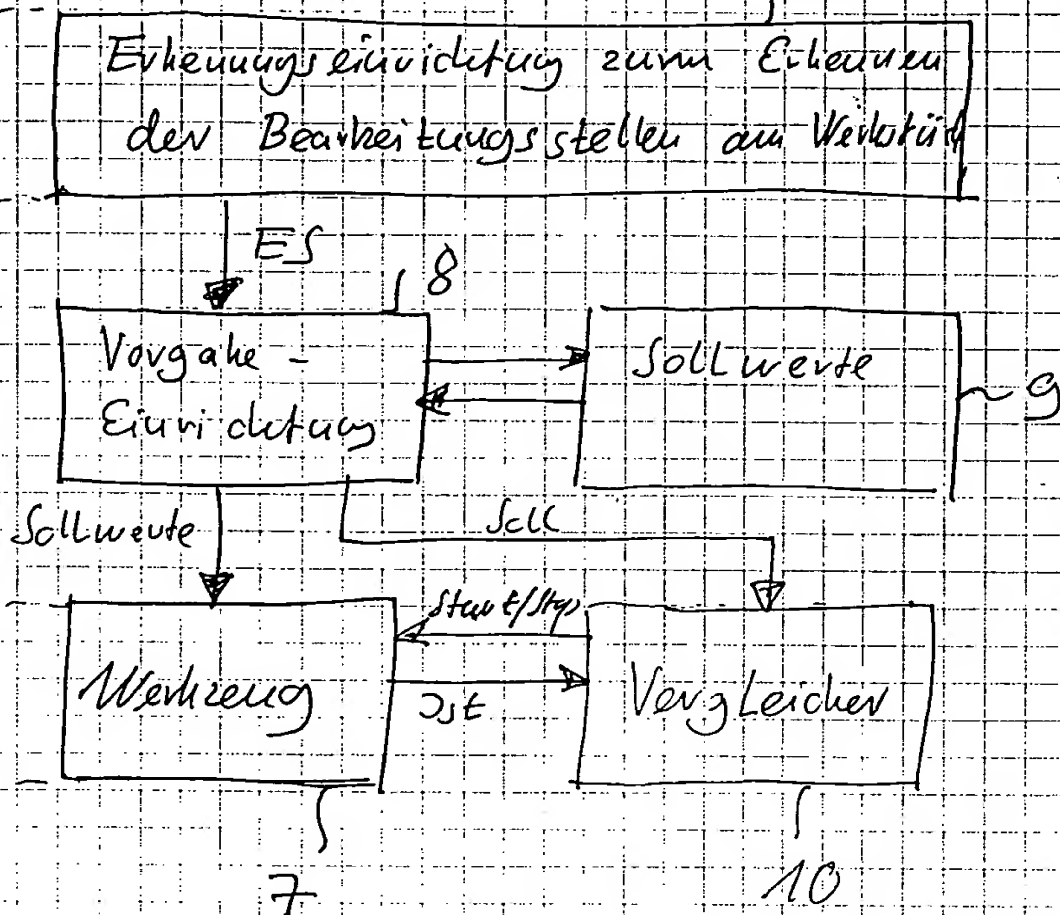 Erkennungseinrichtung zum Erkennen
der Bearbeitungsstellen am Werkstück
ES
8
Vorgabe-
Einrichtung
Sollwerte
9
Sollwerte
Soll
Start/Stop
Werkzeug
Ist
Vergleicher
7
10